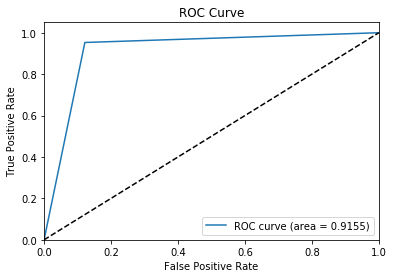 ROC Curve
True Positive Rate
1.0
0.8
0.6
0.4
0.2
0.0
0.0 0.2 0.4 0.6 0.8 1.0
ROC curve (area = 0.9155)
False Positive Rate